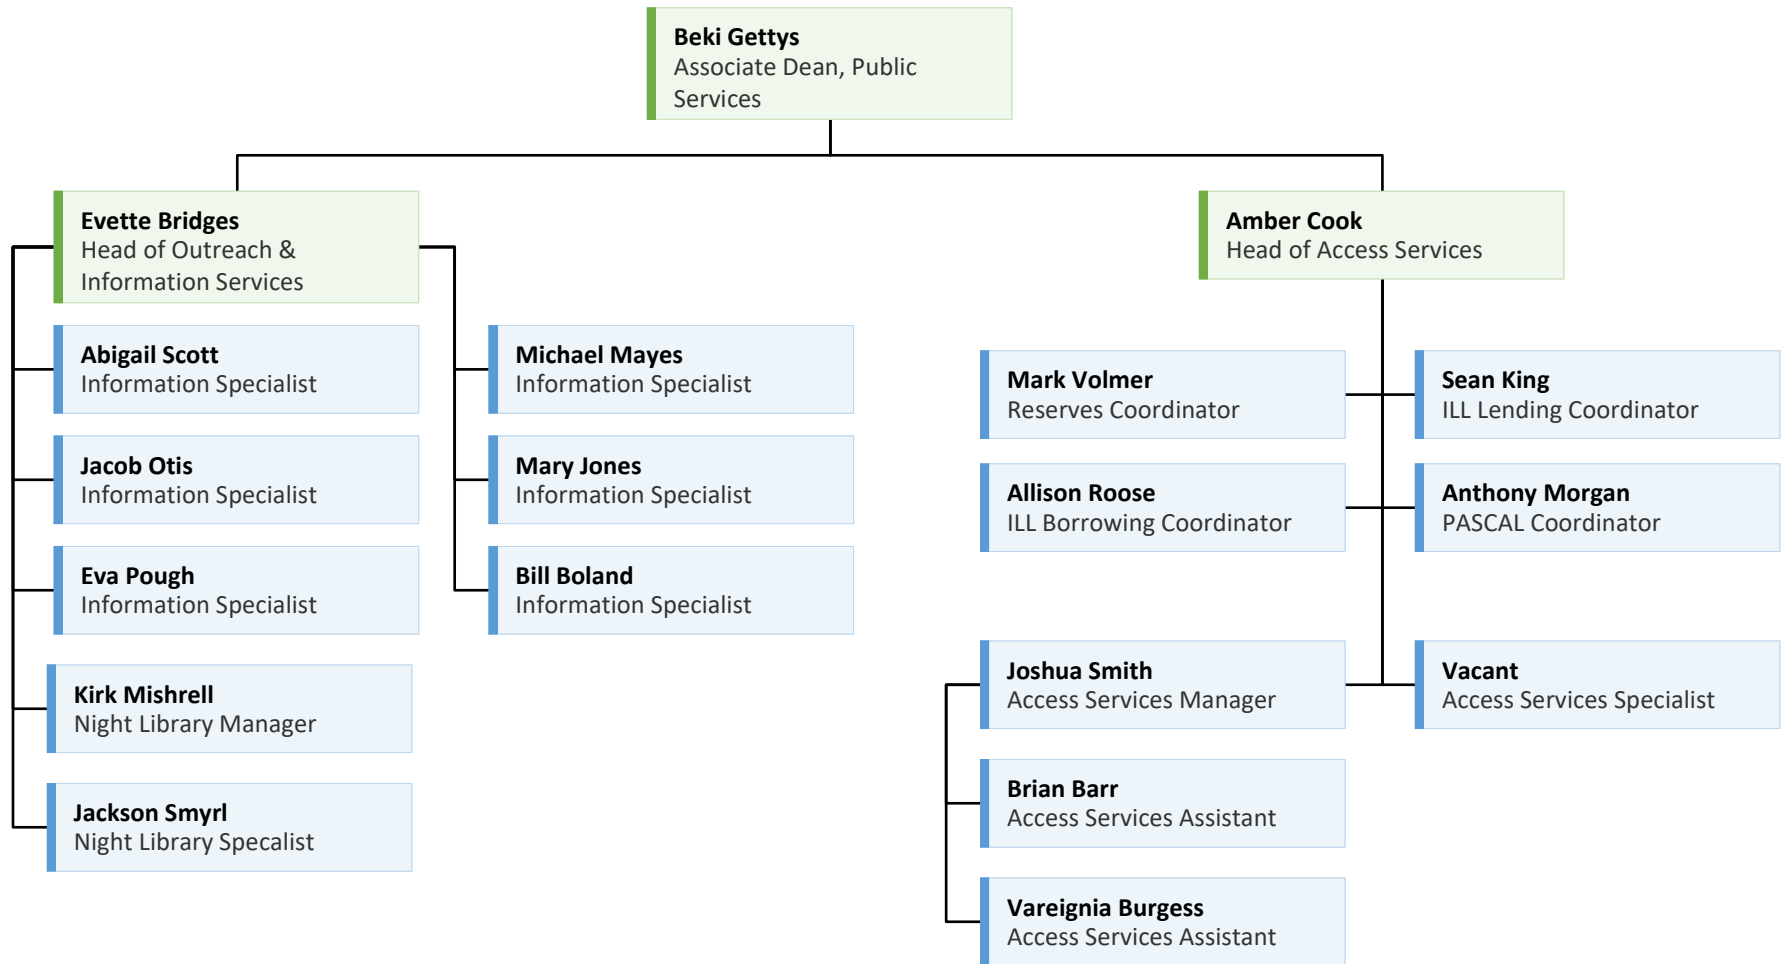 Beki Gettys
Associate Dean, Public
Services
Evette Bridges
Head of Outreach &
Information Services
Amber Cook
Head of Access Services
Abigail Scott
Information Specialist
Michael Mayes
Information Specialist
Jacob Otis
Information Specialist
Mary Jones
Information Specialist
Eva Pough
Information Specialist
Bill Boland
Information Specialist
Kirk Mishrell
Night Library Manager
Jackson Smyrl
Night Library Specalist
Mark Volmer
Reserves Coordinator
Sean King
ILL Lending Coordinator
Allison Roose
ILL Borrowing Coordinator
Anthony Morgan
PASCAL Coordinator
Joshua Smith
Access Services Manager
Vacant
Access Services Specialist
Brian Barr
Access Services Assistant
Vareignia Burgess
Access Services Assistant